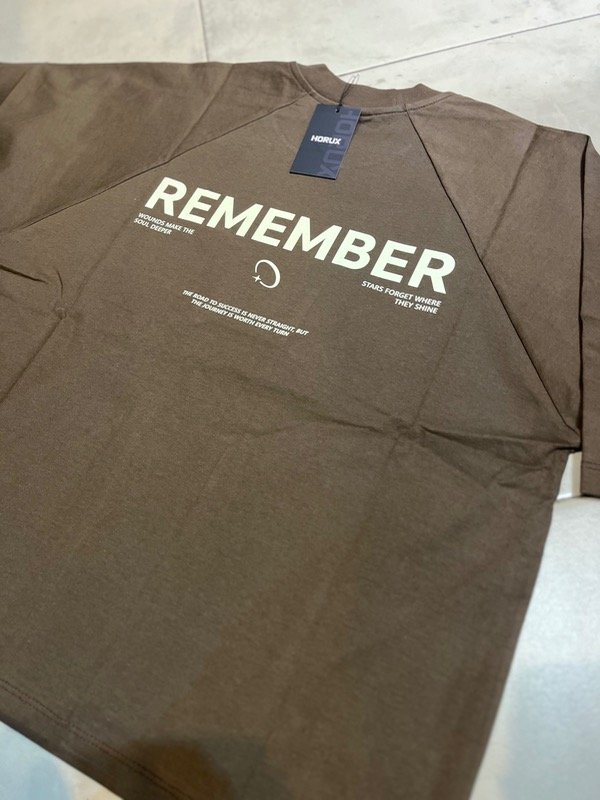 HORUX
HORUX
REMEMBER
WOUNDS MAKE THE
SOUL DEEPER
STARS FORGET WHERE
THEY SHINE
THE ROAD TO SUCCESS IS NEVER STRAIGHT, BUT
THE JOURNEY IS WORTH EVERY TURN